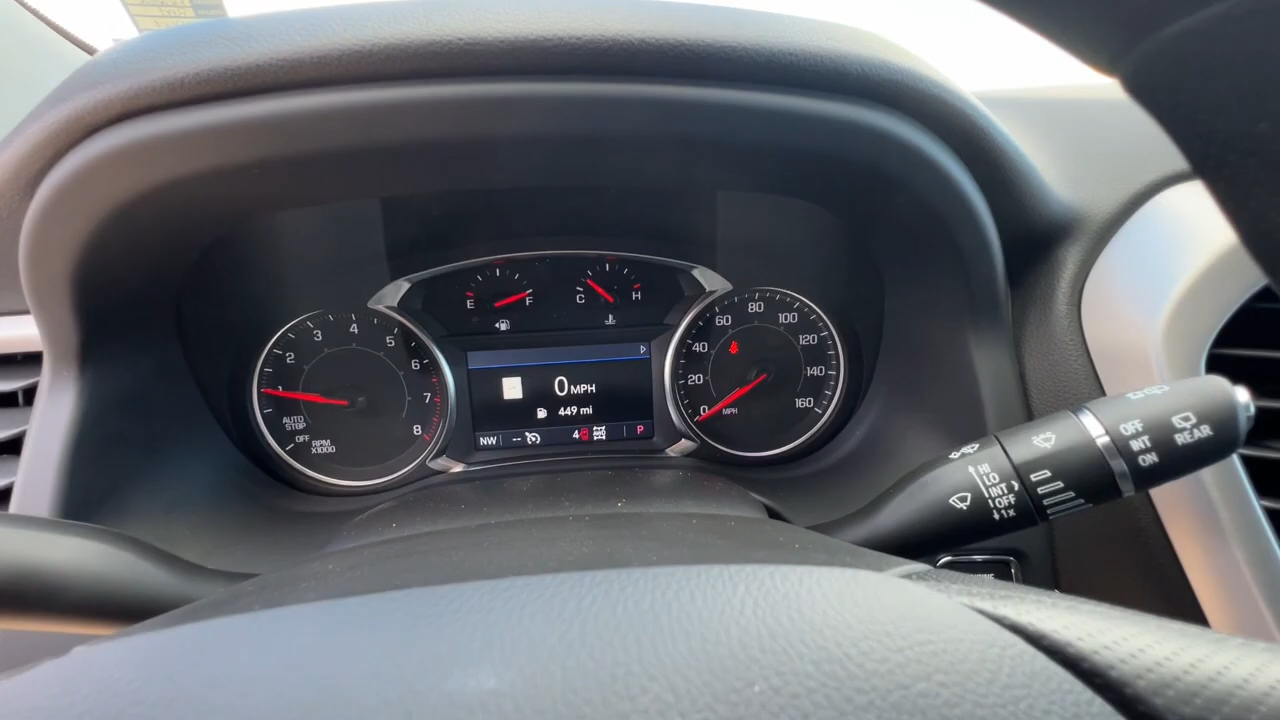 E F
C H
1 2 3 4 5 6 7 8
AUTO
STOP
OFF
RPM
X1000
0 MPH
449 mi
NW
--
4
AWD
P
0 20 40 60 80 100 120 140 160
MPH
HI
LO
INT
OFF
1x
OFF
INT
ON
REAR